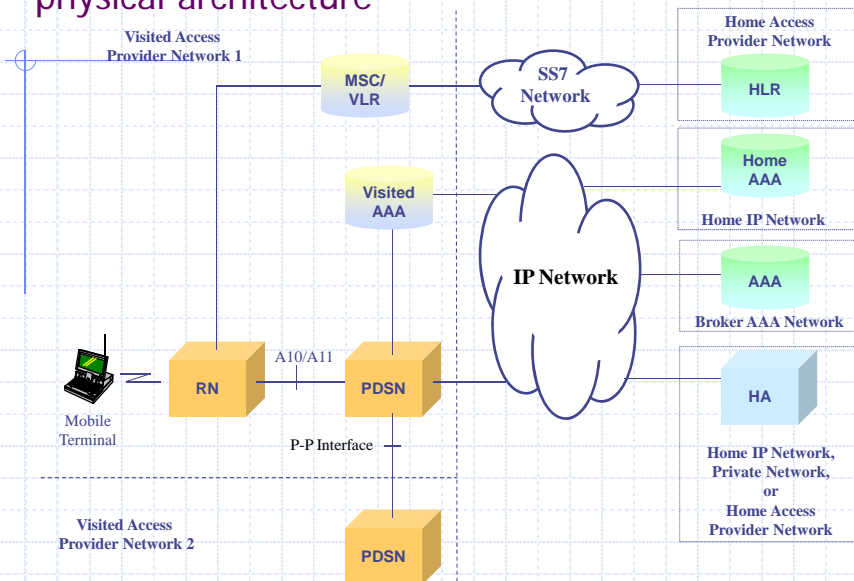 physical architecture
Visited Access
Provider Network 1
Home Access
Provider Network
MSC/
VLR
SS7
Network
HLR
Visited
AAA
Home
AAA
Home IP Network
IP Network
AAA
Broker AAA Network
Mobile
Terminal
RN
A10/A11
PDSN
HA
P-P Interface
Home IP Network,
Private Network,
or
Home Access
Provider Network
Visited Access
Provider Network 2
PDSN